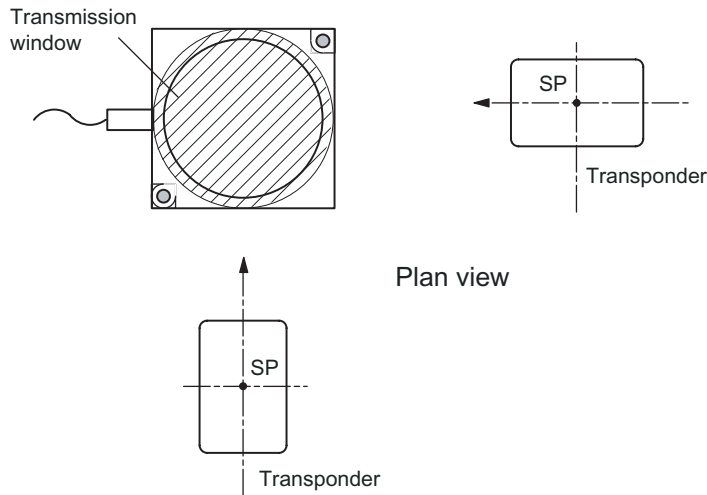 Transmission
window
SP
Transponder
Plan view
SP
Transponder